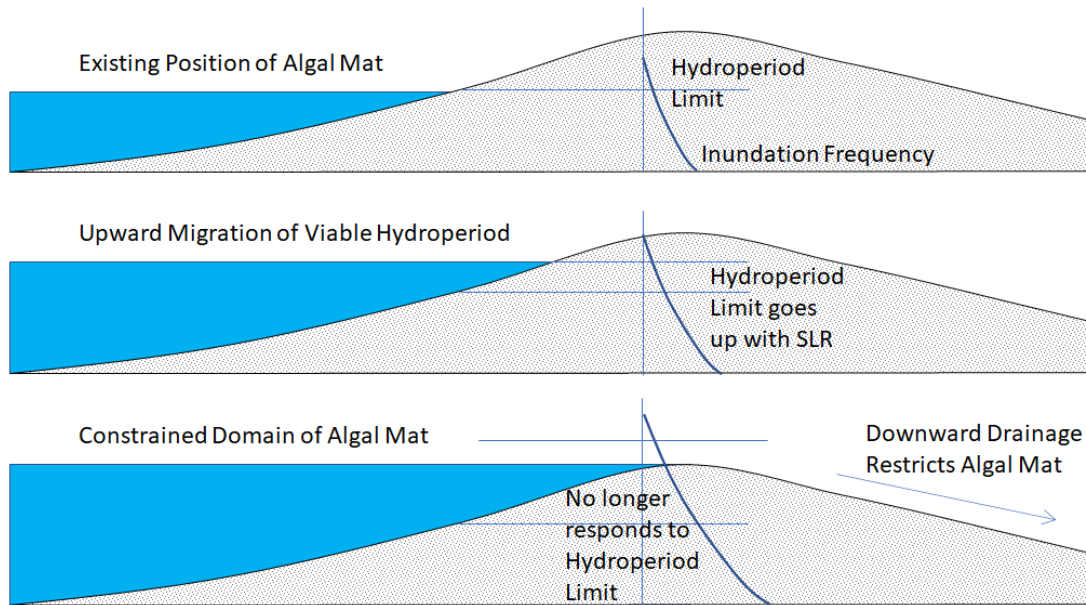 Existing Position of Algal Mat
Hydroperiod
Limit
Inundation Frequency
Upward Migration of Viable Hydroperiod
Hydroperiod
Limit goes
up with SLR
Constrained Domain of Algal Mat
Downward Drainage
Restricts Algal Mat
No longer
responds to
Hydroperiod
Limit